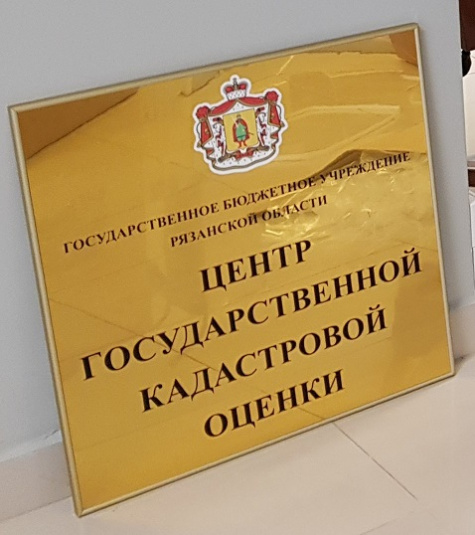 ГОСУДАРСТВЕННОЕ БЮДЖЕТНОЕ УЧРЕЖДЕНИЕ
РЯЗАНСКОЙ ОБЛАСТИ
ЦЕНТР
ГОСУДАРСТВЕННОЙ
КАДАСТРОВОЙ
ОЦЕНКИ